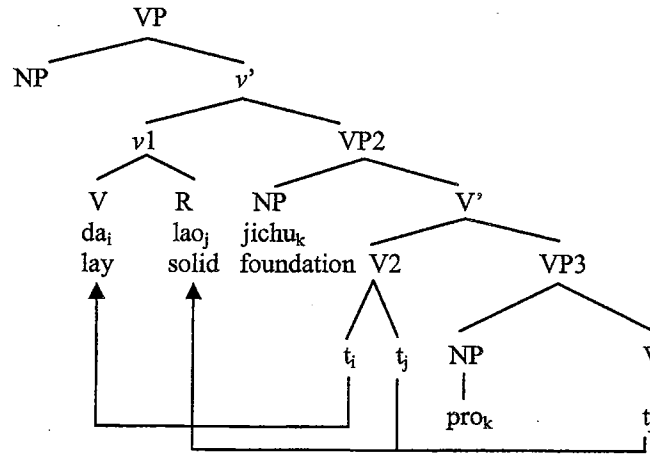 VP
NP v'
v1 VP2
V R NP V'
da_i lao_j jichu_k
lay solid foundation V2 VP3
t_i t_j NP
pro_k